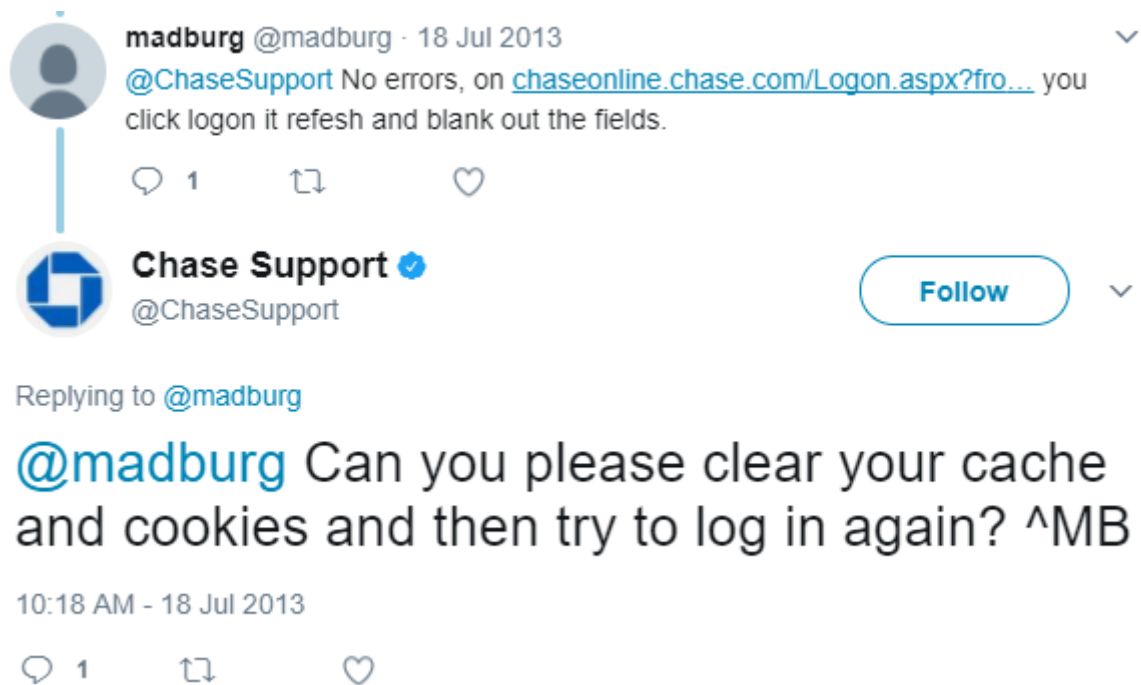 madburg @madburg · 18 Jul 2013
@ChaseSupport No errors, on chaseonline.chase.com/Logon.aspx?fro... you
click logon it refesh and blank out the fields.
1
Chase Support
@ChaseSupport
Follow
Replying to @madburg
@madburg Can you please clear your cache
and cookies and then try to log in again? ^MB
10:18 AM - 18 Jul 2013
1